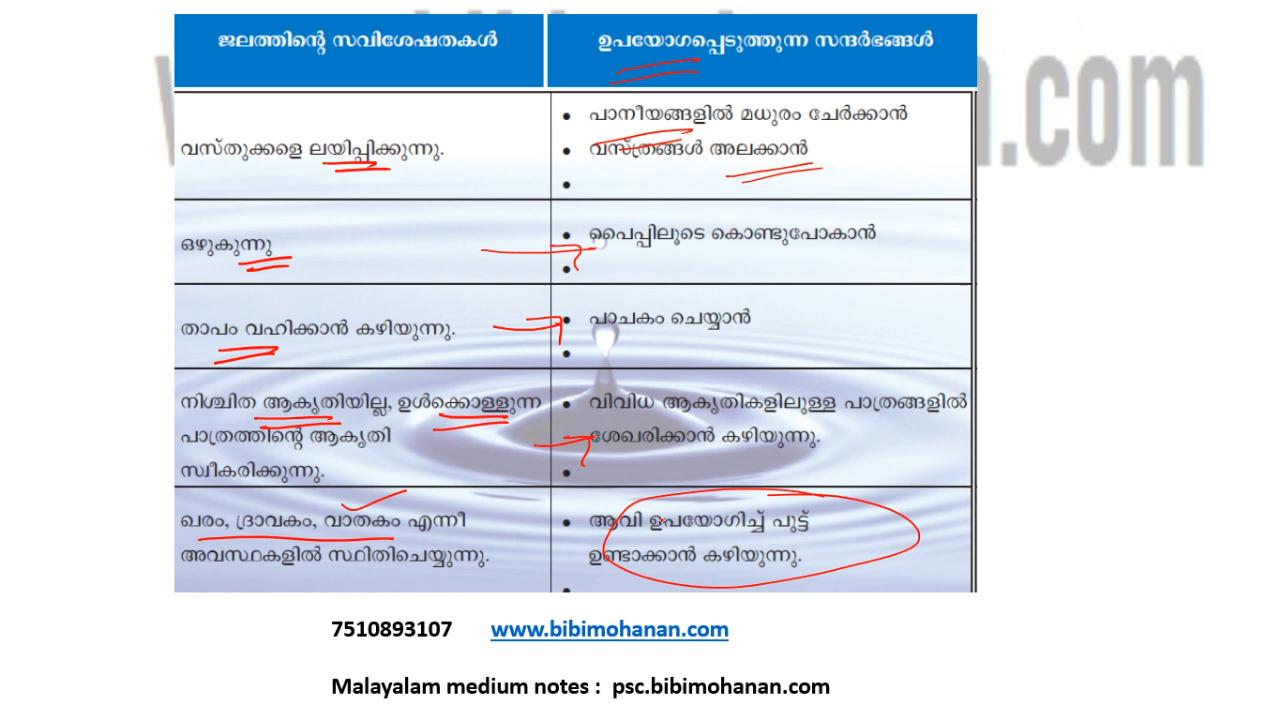 ജലത്തിന്റെ സവിശേഷതകൾ
ഉപയോഗപ്പെടുത്തുന്ന സന്ദർഭങ്ങൾ
വസ്തുക്കളെ ലയിപ്പിക്കുന്നു.
• പാനീയങ്ങളിൽ മധുരം ചേർക്കാൻ
• വസ്ത്രങ്ങൾ അലക്കാൻ
•
ഒഴുകുന്നു
• പൈപ്പിലൂടെ കൊണ്ടുപോകാൻ
•
താപം വഹിക്കാൻ കഴിയുന്നു.
• പാചകം ചെയ്യാൻ
•
നിശ്ചിത ആകൃതിയില്ല, ഉൾക്കൊള്ളുന്ന
പാത്രത്തിന്റെ ആകൃതി
സ്വീകരിക്കുന്നു.
• വിവിധ ആകൃതികളിലുള്ള പാത്രങ്ങളിൽ
ശേഖരിക്കാൻ കഴിയുന്നു.
•
ഖരം, ദ്രാവകം, വാതകം എന്നീ
അവസ്ഥകളിൽ സ്ഥിതിചെയ്യുന്നു.
• ആവി ഉപയോഗിച്ച് പുട്ട്
ഉണ്ടാക്കാൻ കഴിയുന്നു.
n.com
7510893107 www.bibimohanan.com
Malayalam medium notes : psc.bibimohanan.com